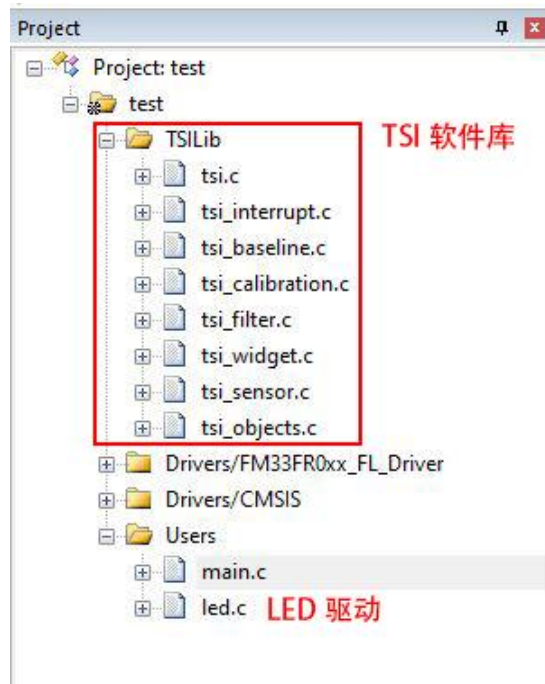 Project
Project: test
test
TSILib
TSI 软件库
tsi.c
tsi_interrupt.c
tsi_baseline.c
tsi_calibration.c
tsi_filter.c
tsi_widget.c
tsi_sensor.c
tsi_objects.c
Drivers/FM33FR0xx_FL_Driver
Drivers/CMSIS
Users
main.c
led.c LED 驱动